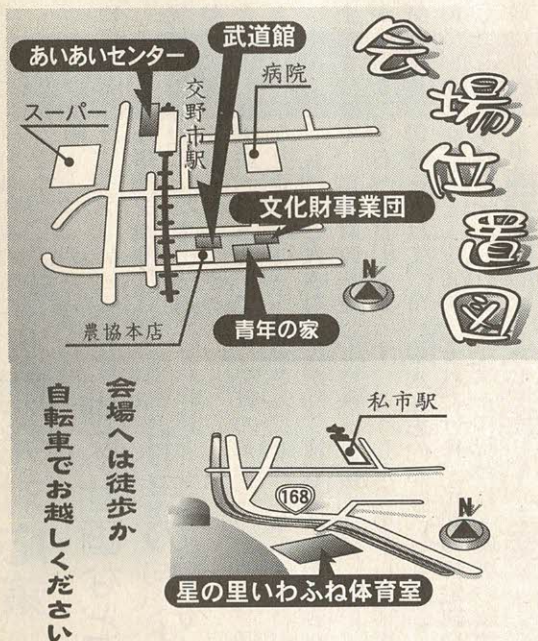 会場位置図
あいあいセンター
武道館
病院
スーパー
交野市駅
文化財事業団
農協本店
青年の家
N
私市駅
168
N
星の里いわふね体育室
会場へは徒歩か
自転車でお越しください